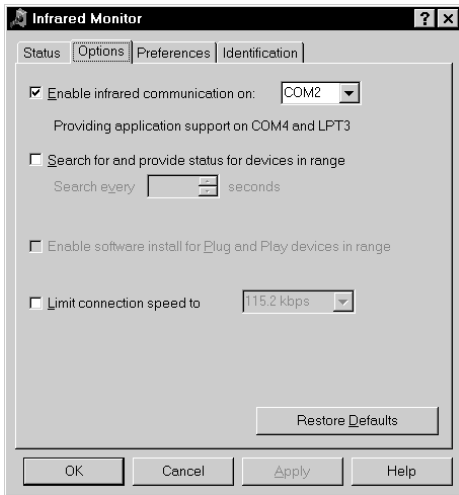 Infrared Monitor
Status Options Preferences Identification
Enable infrared communication on: COM2
Providing application support on COM4 and LPT3
Search for and provide status for devices in range
Search every seconds
Enable software install for Plug and Play devices in range
Limit connection speed to 115.2 kbps
Restore Defaults
OK Cancel Apply Help